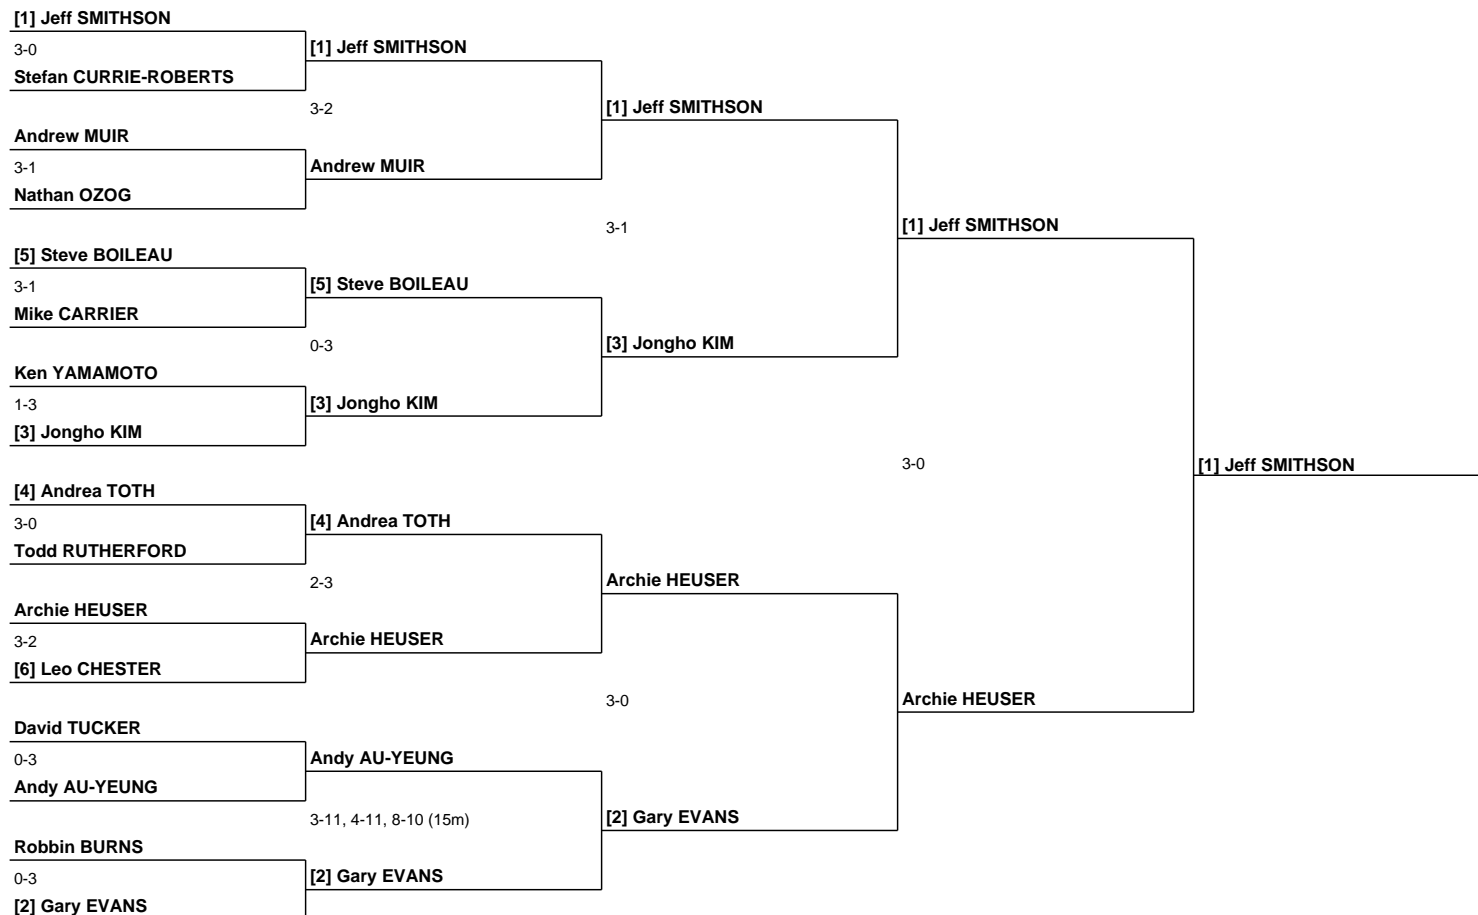 [1] Jeff SMITHSON
3-0
Stefan CURRIE-ROBERTS
Andrew MUIR
3-1
Nathan OZOG
[5] Steve BOILEAU
3-1
Mike CARRIER
Ken YAMAMOTO
1-3
[3] Jongho KIM
[4] Andrea TOTH
3-0
Todd RUTHERFORD
Archie HEUSER
3-2
[6] Leo CHESTER
David TUCKER
0-3
Andy AU-YEUNG
Robbin BURNS
0-3
[2] Gary EVANS
[1] Jeff SMITHSON
3-2
Andrew MUIR
[5] Steve BOILEAU
0-3
[3] Jongho KIM
[4] Andrea TOTH
2-3
Archie HEUSER
Andy AU-YEUNG
3-11, 4-11, 8-10 (15m)
[2] Gary EVANS
[1] Jeff SMITHSON
3-1
[3] Jongho KIM
Archie HEUSER
3-0
[2] Gary EVANS
[1] Jeff SMITHSON
3-0
Archie HEUSER
[1] Jeff SMITHSON